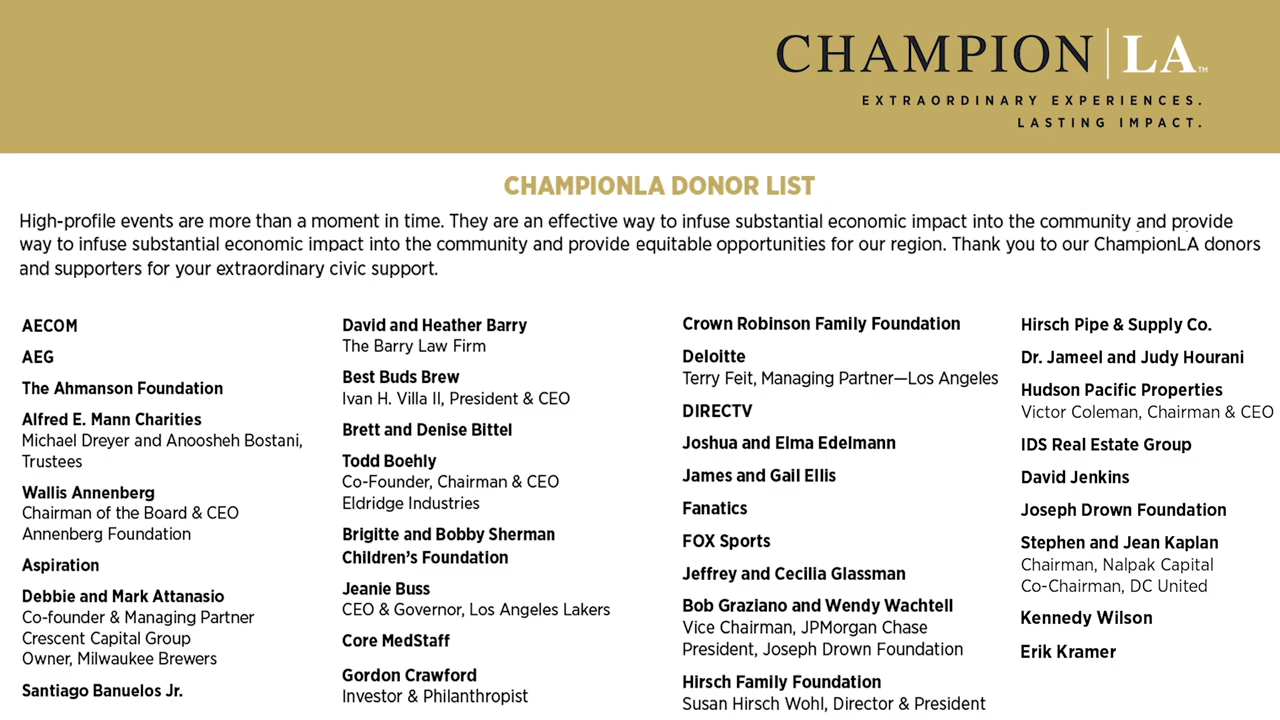 CHAMPION LA™
EXTRAORDINARY EXPERIENCES.
LASTING IMPACT.
CHAMPIONLA DONOR LIST
High-profile events are more than a moment in time. They are an effective way to infuse substantial economic impact into the community and provide
way to infuse substantial economic impact into the community and provide equitable opportunities for our region. Thank you to our ChampionLA donors
and supporters for your extraordinary civic support.
AECOM
AEG
The Ahmanson Foundation
Alfred E. Mann Charities
Michael Dreyer and Anoosheh Bostani,
Trustees
Wallis Annenberg
Chairman of the Board & CEO
Annenberg Foundation
Aspiration
Debbie and Mark Attanasio
Co-founder & Managing Partner
Crescent Capital Group
Owner, Milwaukee Brewers
Santiago Banuelos Jr.
David and Heather Barry
The Barry Law Firm
Best Buds Brew
Ivan H. Villa II, President & CEO
Brett and Denise Bittel
Todd Boehly
Co-Founder, Chairman & CEO
Eldridge Industries
Brigitte and Bobby Sherman
Children's Foundation
Jeanie Buss
CEO & Governor, Los Angeles Lakers
Core MedStaff
Gordon Crawford
Investor & Philanthropist
Crown Robinson Family Foundation
Deloitte
Terry Feit, Managing Partner—Los Angeles
DIRECTV
Joshua and Elma Edelmann
James and Gail Ellis
Fanatics
FOX Sports
Jeffrey and Cecilia Glassman
Bob Graziano and Wendy Wachtell
Vice Chairman, JPMorgan Chase
President, Joseph Drown Foundation
Hirsch Family Foundation
Susan Hirsch Wohl, Director & President
Hirsch Pipe & Supply Co.
Dr. Jameel and Judy Hourani
Hudson Pacific Properties
Victor Coleman, Chairman & CEO
IDS Real Estate Group
David Jenkins
Joseph Drown Foundation
Stephen and Jean Kaplan
Chairman, Nalpak Capital
Co-Chairman, DC United
Kennedy Wilson
Erik Kramer